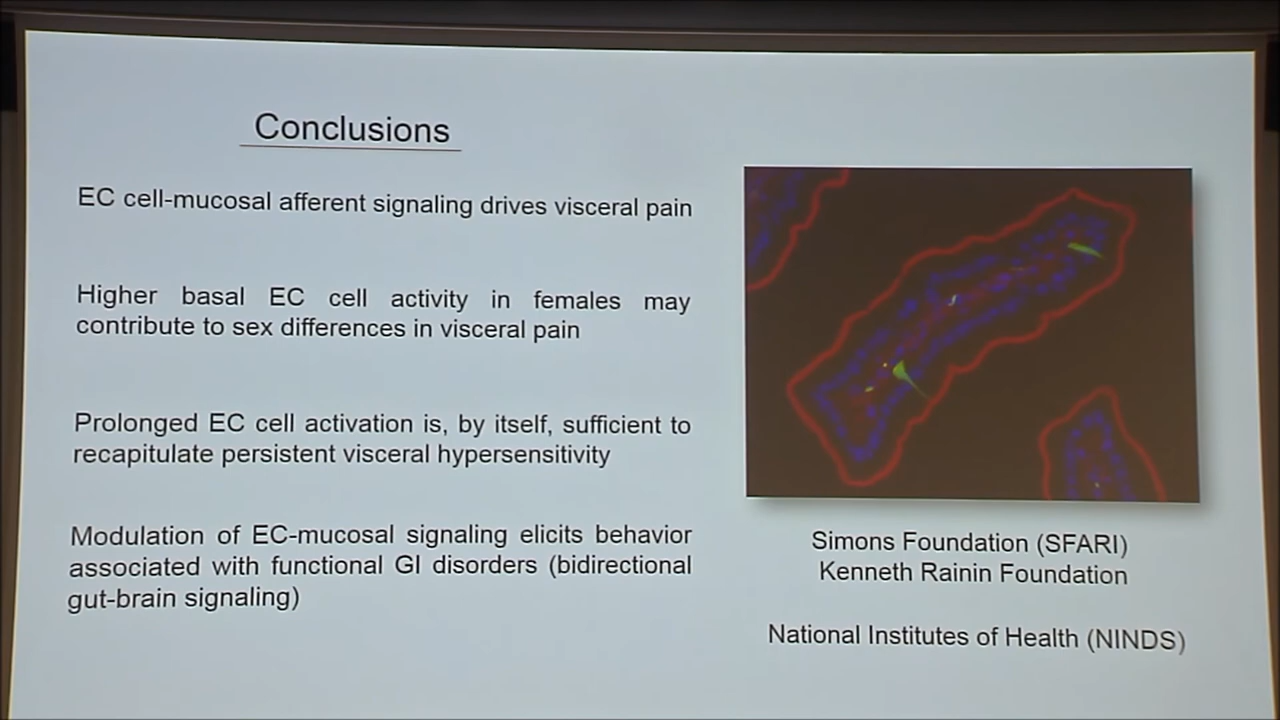 Conclusions
EC cell-mucosal afferent signaling drives visceral pain
Higher basal EC cell activity in females may
contribute to sex differences in visceral pain
Prolonged EC cell activation is, by itself, sufficient to
recapitulate persistent visceral hypersensitivity
Modulation of EC-mucosal signaling elicits behavior
associated with functional GI disorders (bidirectional
gut-brain signaling)
Simons Foundation (SFARI)
Kenneth Rainin Foundation
National Institutes of Health (NINDS)